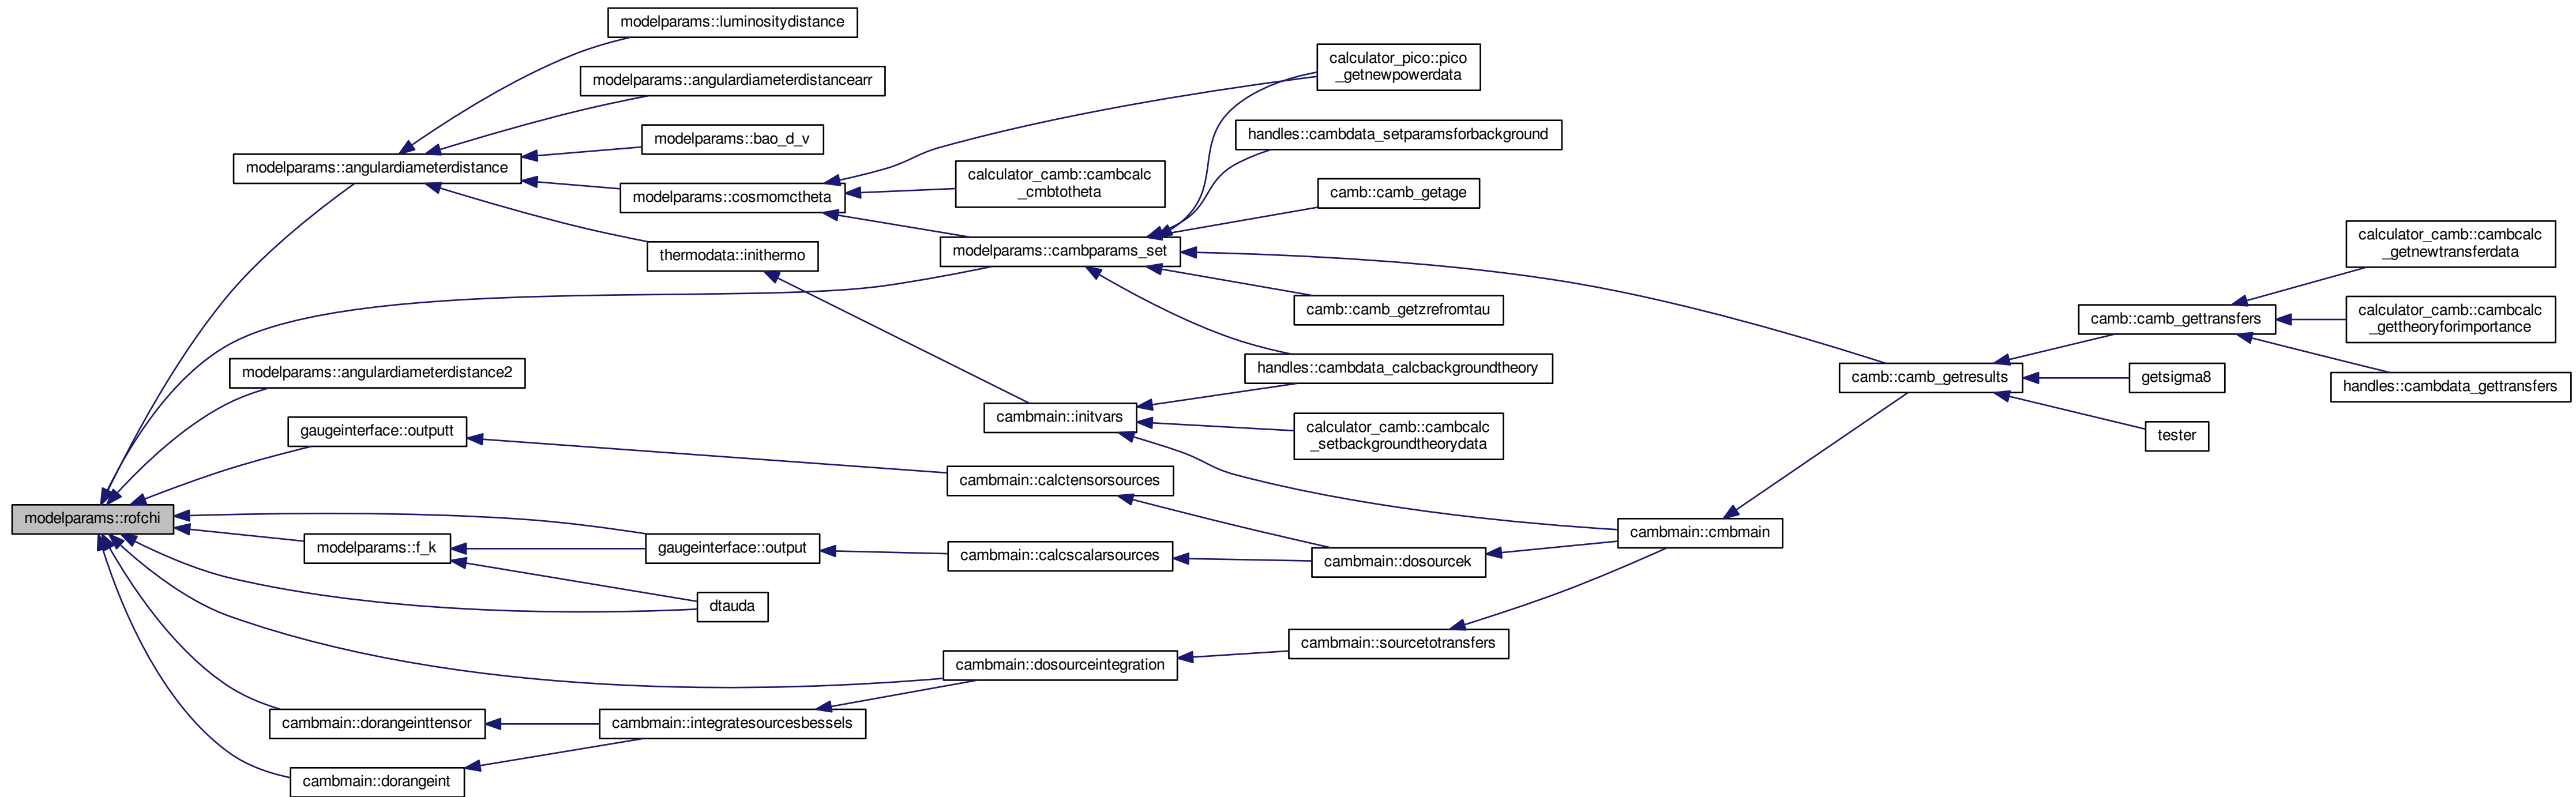 modelparams::luminositydistance
modelparams::angulardiameterdistancearr
modelparams::bao_d_v
modelparams::angulardiameterdistance
modelparams::cosmomctheta
thermodata::inithermo
calculator_camb::cambcalc
_cmbtotheta
modelparams::cambparams_set
calculator_pico::pico
_getnewpowerdata
handles::cambdata_setparamsforbackground
camb::camb_getage
camb::camb_getzrefromtau
handles::cambdata_calcbackgroundtheory
cambmain::initvars
calculator_camb::cambcalc
_setbackgroundtheorydata
calculator_camb::cambcalc
_getnewtransferdata
camb::camb_gettransfers
calculator_camb::cambcalc
_gettheoryforimportance
handles::cambdata_gettransfers
camb::camb_getresults
getsigma8
tester
modelparams::angulardiameterdistance2
gaugeinterface::outputt
cambmain::calctensorsources
modelparams::rofchi
modelparams::f_k
gaugeinterface::output
cambmain::calcscalarsources
cambmain::dosourcek
cambmain::cmbmain
dtauda
cambmain::sourcetotransfers
cambmain::dosourceintegration
cambmain::dorangeinttensor
cambmain::integratesourcesbessels
cambmain::dorangeint